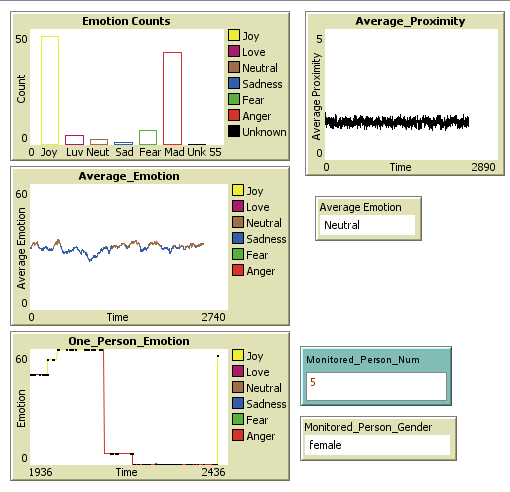 Emotion Counts
50
Count
0
Joy Luv Neut Sad Fear Mad Unk 55
Joy
Love
Neutral
Sadness
Fear
Anger
Unknown
Average_Proximity
5
Average Proximity
0
0 Time 2890
Average_Emotion
60
Average Emotion
0
0 Time 2740
Joy
Love
Neutral
Sadness
Fear
Anger
Average Emotion
Neutral
One_Person_Emotion
60
Emotion
0
1936 Time 2436
Joy
Love
Neutral
Sadness
Fear
Anger
Monitored_Person_Num
5
Monitored_Person_Gender
female